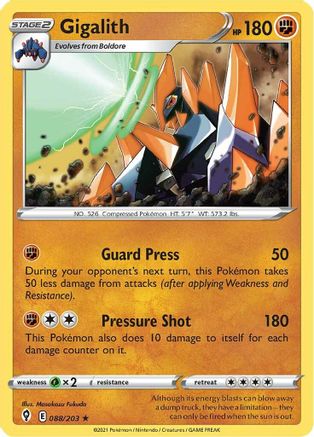 STAGE 2 Gigalith HP 180
Evolves from Boldore
NO. 526 Compressed Pokémon HT: 5'7" WT: 573.2 lbs.
Guard Press 50
During your opponent's next turn, this Pokémon takes
50 less damage from attacks (after applying Weakness and
Resistance).
Pressure Shot 180
This Pokémon also does 10 damage to itself for each
damage counter on it.
weakness ×2 resistance retreat
Illus. Masakazu Fukuda
E 088/203 ★
Although its energy blasts can blow away
a dump truck, they have a limitation—they
can only be fired when the sun is out.
©2021 Pokémon / Nintendo / Creatures / GAME FREAK